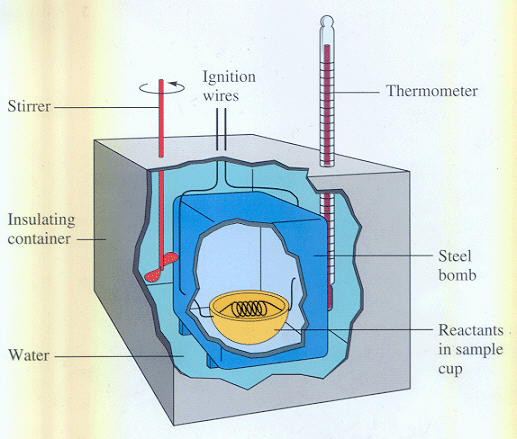 Ignition
wires
Thermometer
Stirrer
Insulating
container
Steel
bomb
Reactants
in sample
cup
Water